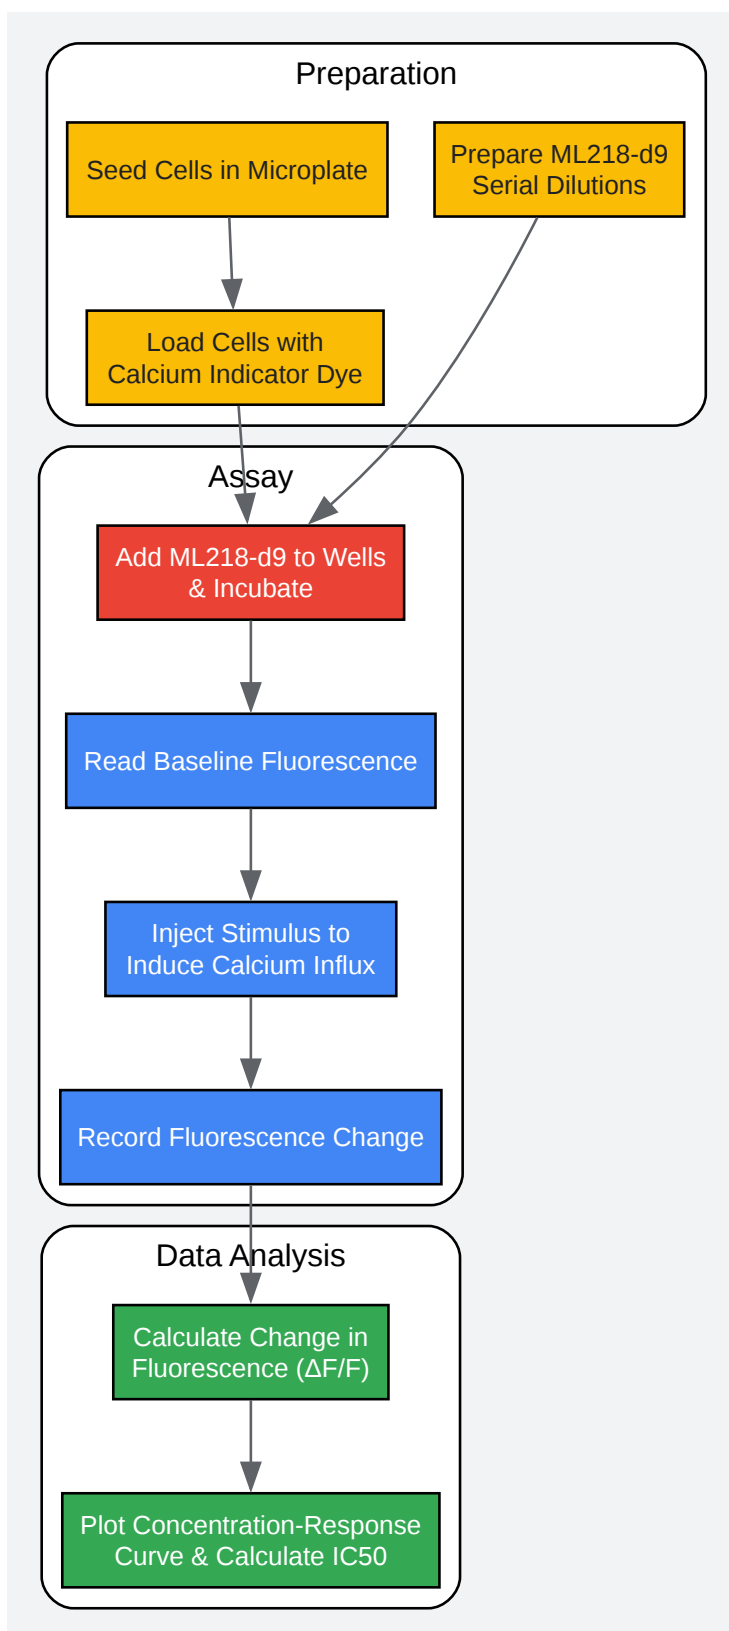 Preparation
Seed Cells in Microplate
Prepare ML218-d9
Serial Dilutions
Load Cells with
Calcium Indicator Dye
Assay
Add ML218-d9 to Wells
& Incubate
Read Baseline Fluorescence
Inject Stimulus to
Induce Calcium Influx
Record Fluorescence Change
Data Analysis
Calculate Change in
Fluorescence (ΔF/F)
Plot Concentration-Response
Curve & Calculate IC50